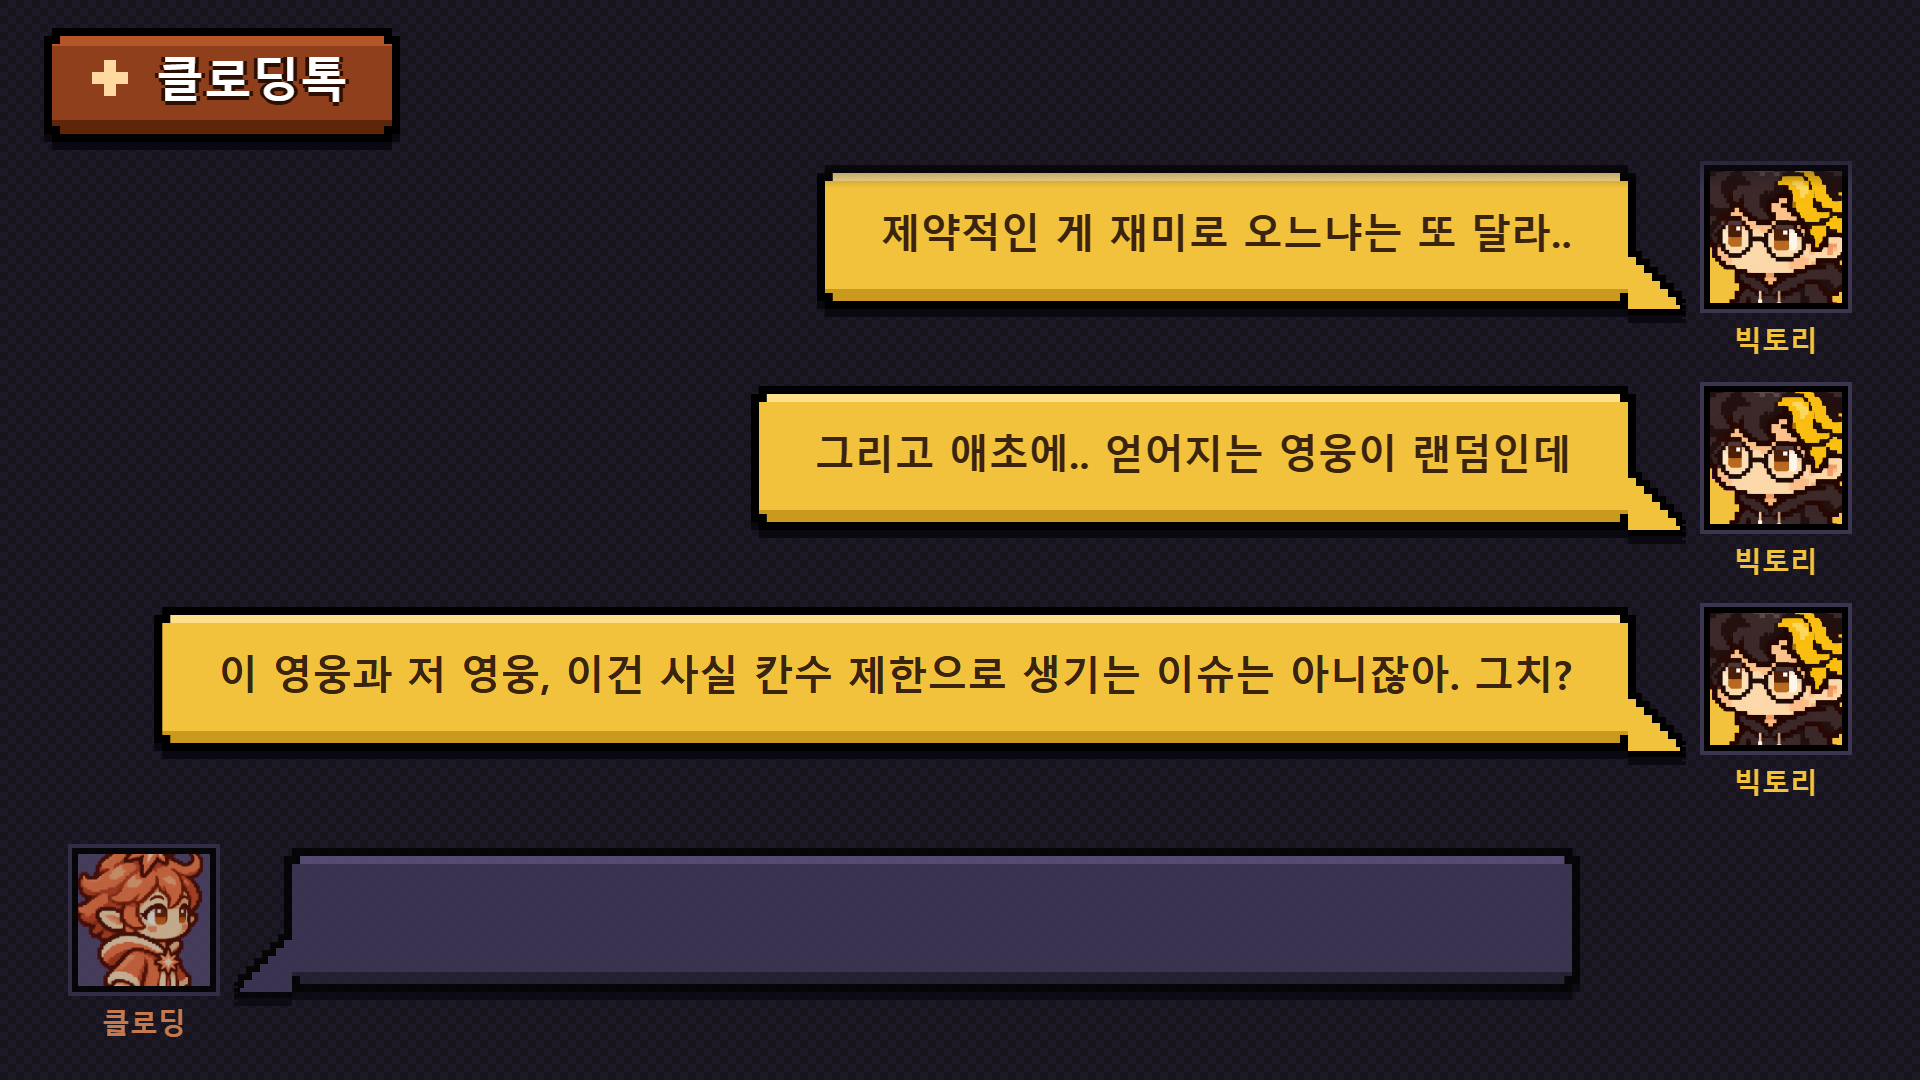 클로딩톡
제약적인 게 재미로 오느냐는 또 달라..
빅토리
그리고 애초에.. 얻어지는 영웅이 랜덤인데
빅토리
이 영웅과 저 영웅, 이건 사실 칸수 제한으로 생기는 이슈는 아니잖아. 그치?
빅토리
클로딩